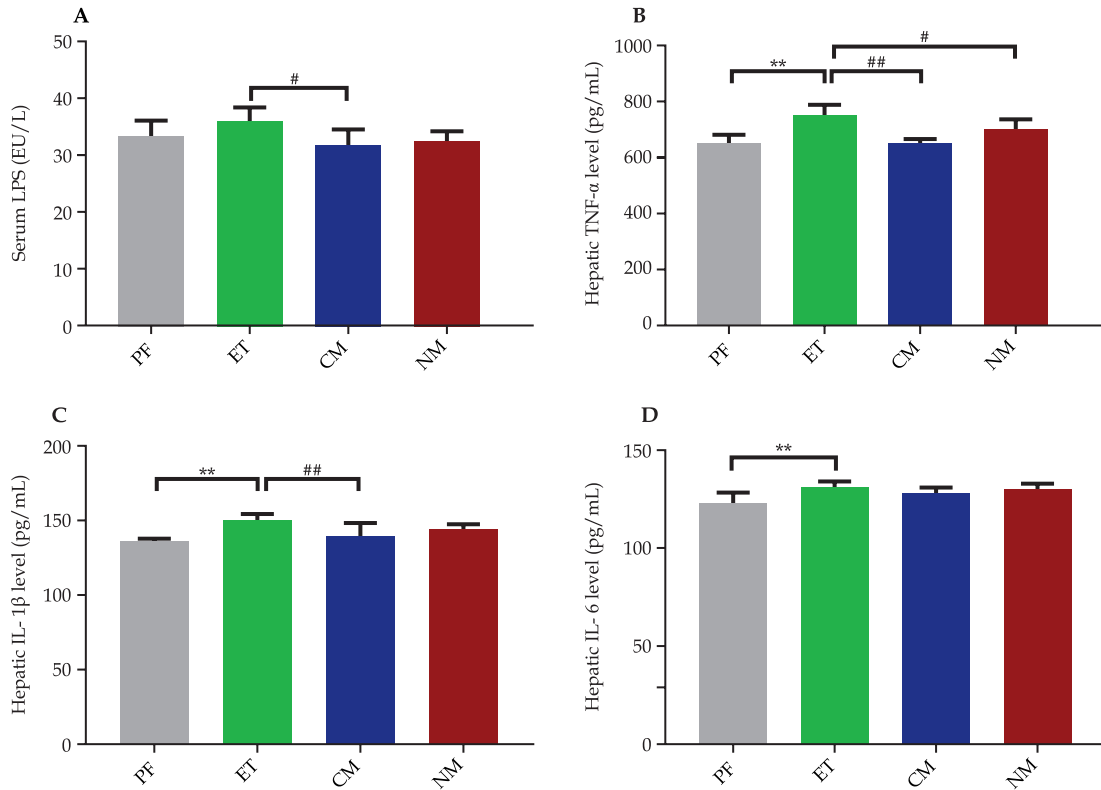 A
Serum LPS (EU/L)
50
40
30
20
10
0
#
PF
ET
CM
NM
B
Hepatic TNF-α level (pg/mL)
1000
800
600
400
200
0
**
##
#
PF
ET
CM
NM
C
Hepatic IL- 1β level (pg/mL)
200
150
100
50
0
**
##
PF
ET
CM
NM
D
Hepatic IL- 6 level (pg/mL)
150
100
50
0
**
PF
ET
CM
NM